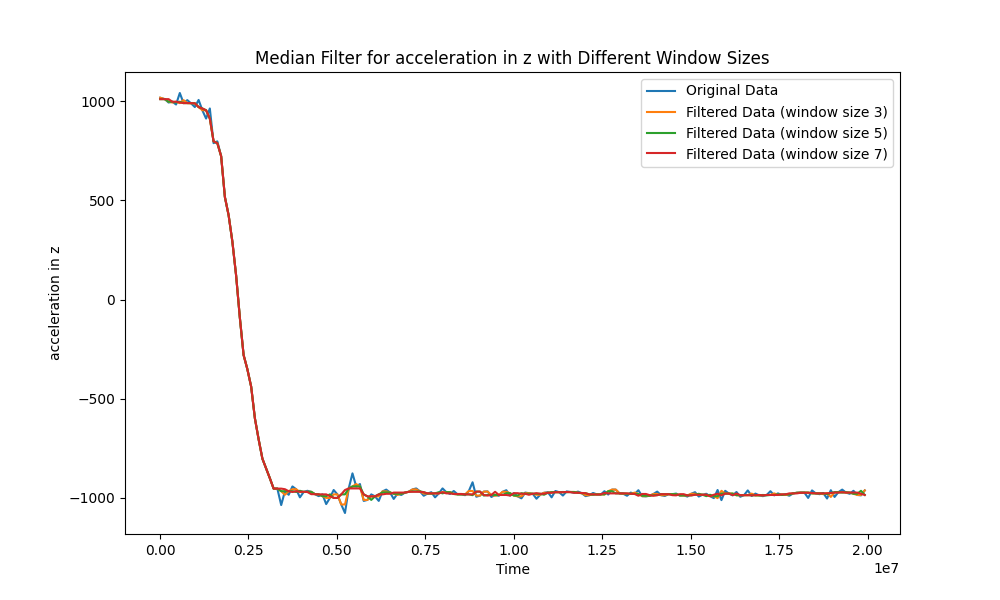 Median Filter for acceleration in z with Different Window Sizes
Original Data
Filtered Data (window size 3)
Filtered Data (window size 5)
Filtered Data (window size 7)
1000
500
0
−500
−1000
acceleration in z
0.00 0.25 0.50 0.75 1.00 1.25 1.50 1.75 2.00
1e7
Time